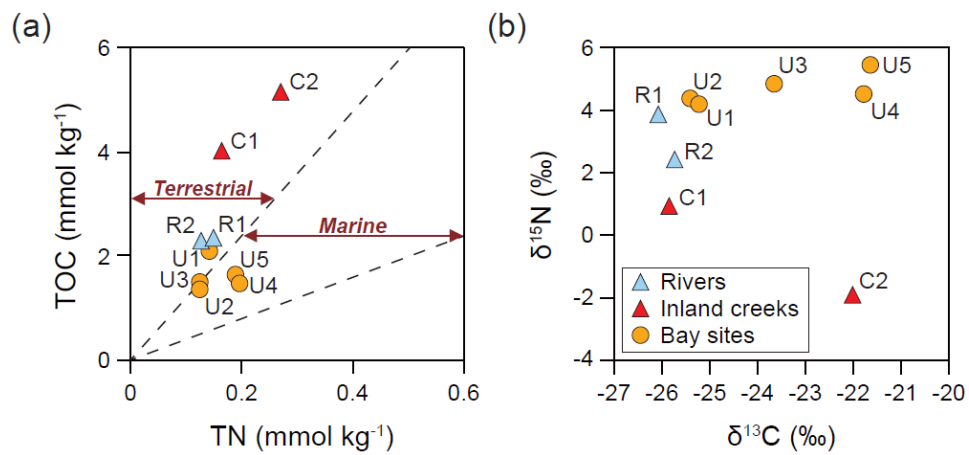 (a)
6
4
2
0
TOC (mmol kg⁻¹)
C2
C1
Terrestrial
Marine
R2
R1
U1
U3
U5
U4
U2
0
0.2
0.4
0.6
TN (mmol kg⁻¹)
(b)
6
4
2
0
-2
-4
δ¹⁵N (‰)
U3
U5
U2
R1
U1
U4
R2
C1
C2
Rivers
Inland creeks
Bay sites
-27
-26
-25
-24
-23
-22
-21
-20
δ¹³C (‰)